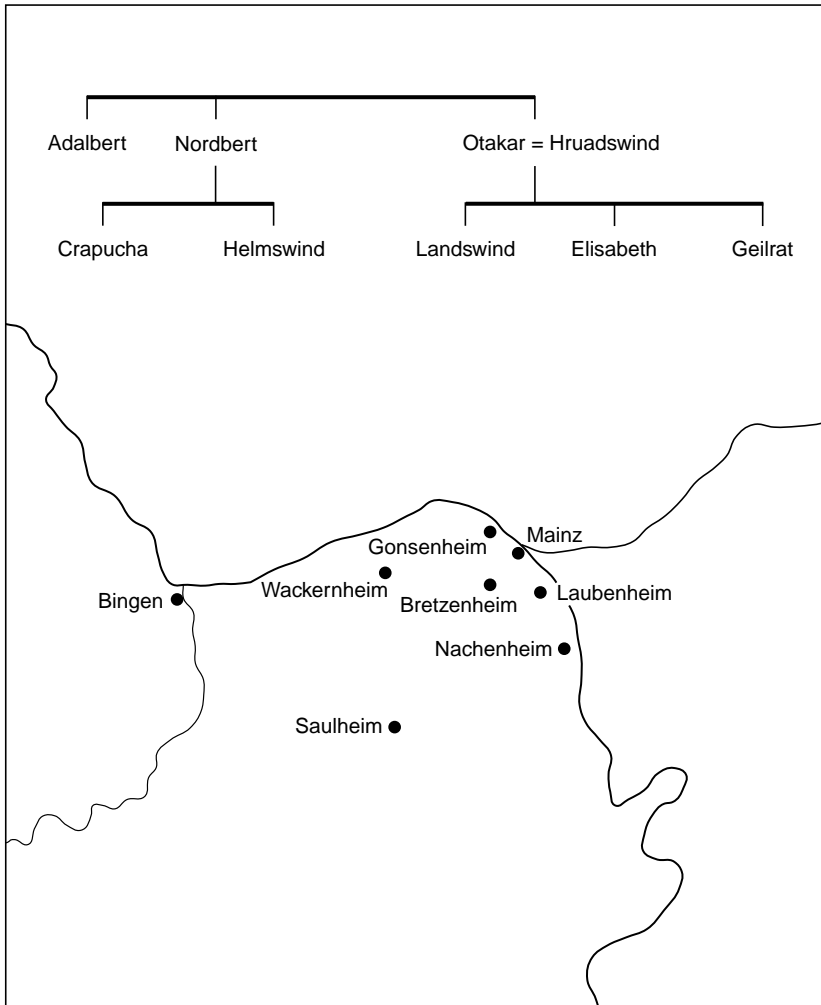 Adalbert Nordbert Otakar = Hruadswind
Crapucha Helmswind Landswind Elisabeth Geilrat
Mainz
Gonsenheim
Wackernheim
Bretzenheim
Laubenheim
Bingen
Nachenheim
Saulheim